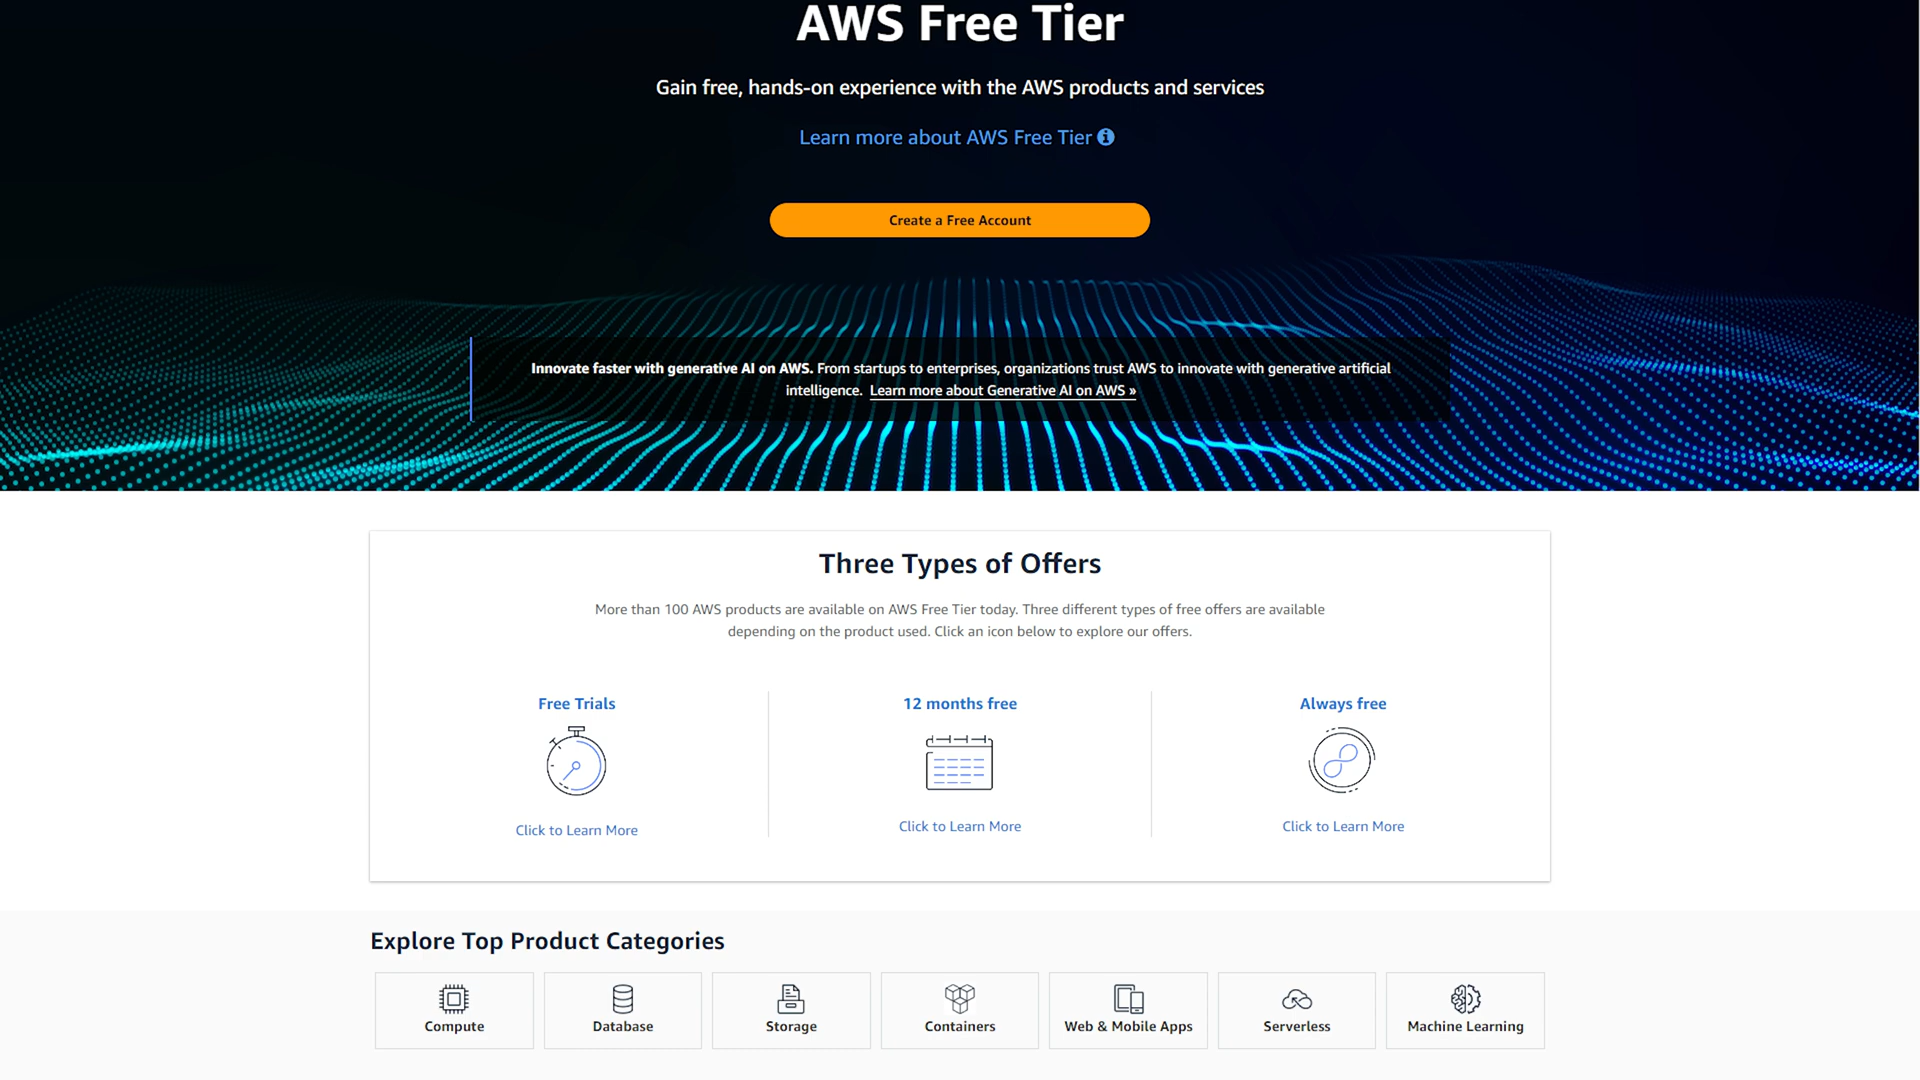 AWS Free Tier
Gain free, hands-on experience with the AWS products and services
Learn more about AWS Free Tier
Create a Free Account
Innovate faster with generative AI on AWS. From startups to enterprises, organizations trust AWS to innovate with generative artificial
intelligence. Learn more about Generative AI on AWS »
Three Types of Offers
More than 100 AWS products are available on AWS Free Tier today. Three different types of free offers are available
depending on the product used. Click an icon below to explore our offers.
Free Trials
Click to Learn More
12 months free
Click to Learn More
Always free
Click to Learn More
Explore Top Product Categories
Compute
Database
Storage
Containers
Web & Mobile Apps
Serverless
Machine Learning